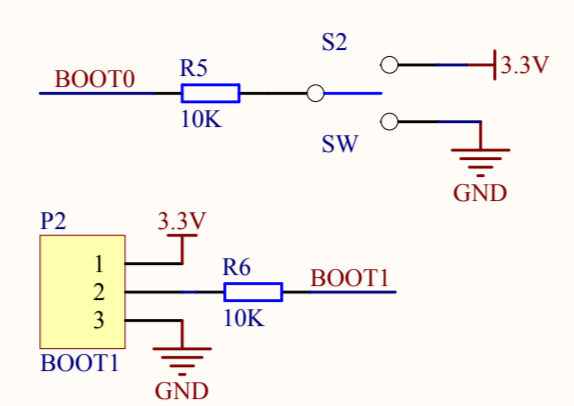 S2
BOOT0 R5 3.3V
10K
SW
GND
P2 3.3V
1
R6 BOOT1
2
10K
3
BOOT1
GND